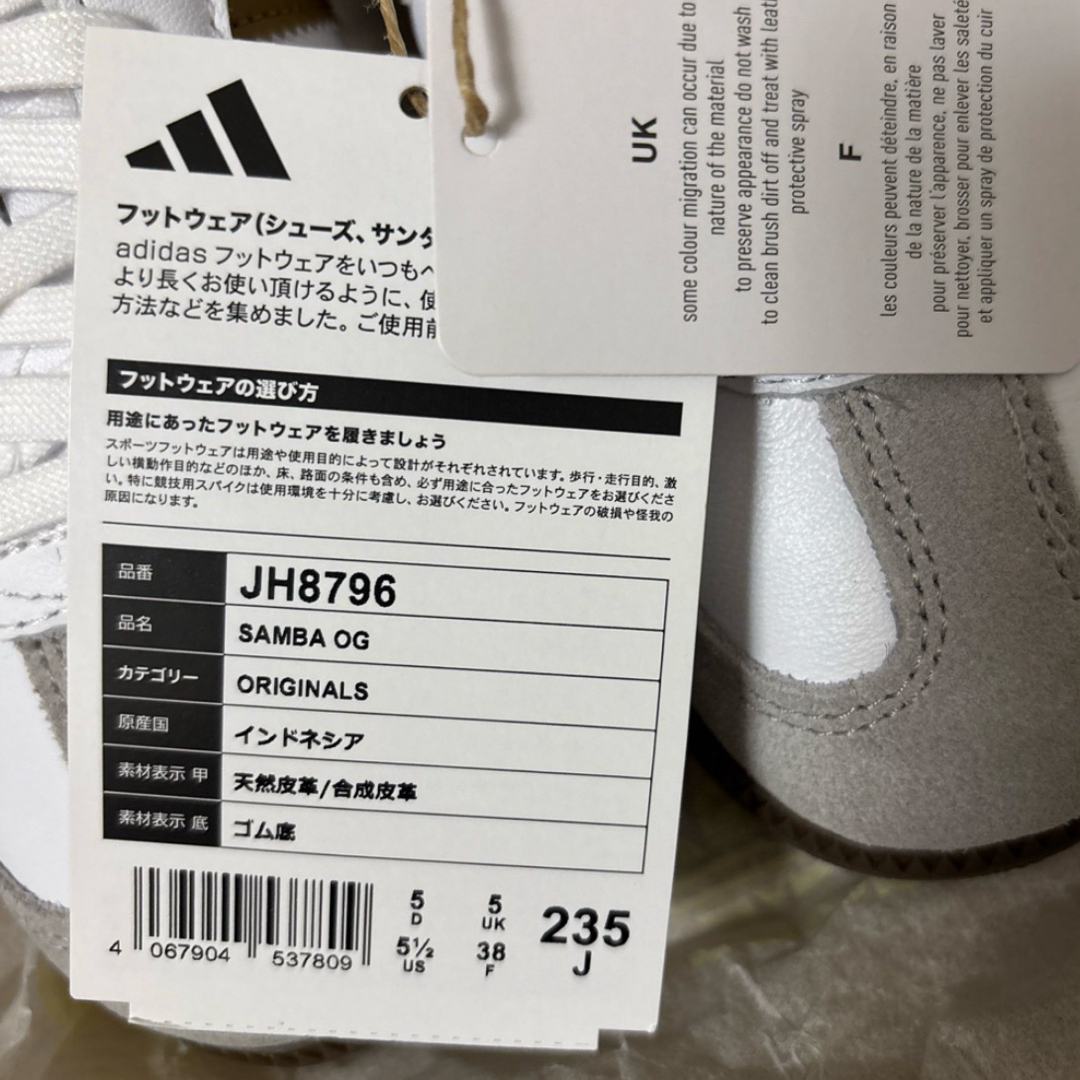 フットウェア(シューズ、サンダ
adidas フットウェアをいつも
より長くお使い頂けるように、使
方法などを集めました。ご使用前
フットウェアの選び方
用途にあったフットウェアを履きましょう
スポーツフットウェアは用途や使用目的によって設計がそれぞれされています。歩行・走行目的、激
しい横動作目的などのほか、床、路面の条件も含め、必ず用途に合ったフットウェアをお選びくださ
い。特に競技用スパイクは使用環境を十分に考慮し、お選びください。フットウェアの破損や怪我の
原因になります。
品番 JH8796
品名 SAMBA OG
カテゴリー ORIGINALS
原産国 インドネシア
素材表示 甲 天然皮革/合成皮革
素材表示 底 ゴム底
4 067904 537809
5 D
5 UK
5½ US
38 F
235 J
UK
some colour migration can occur due to
nature of the material
to preserve appearance do not wash
to clean brush dirt off and treat with
protective spray
F
les couleurs peuvent déteindre, en raison
de la nature de la matière
pour préserver l'apparence, ne pas laver
pour nettoyer, brosser pour enlever les saleté
et appliquer un spray de protection du cuir